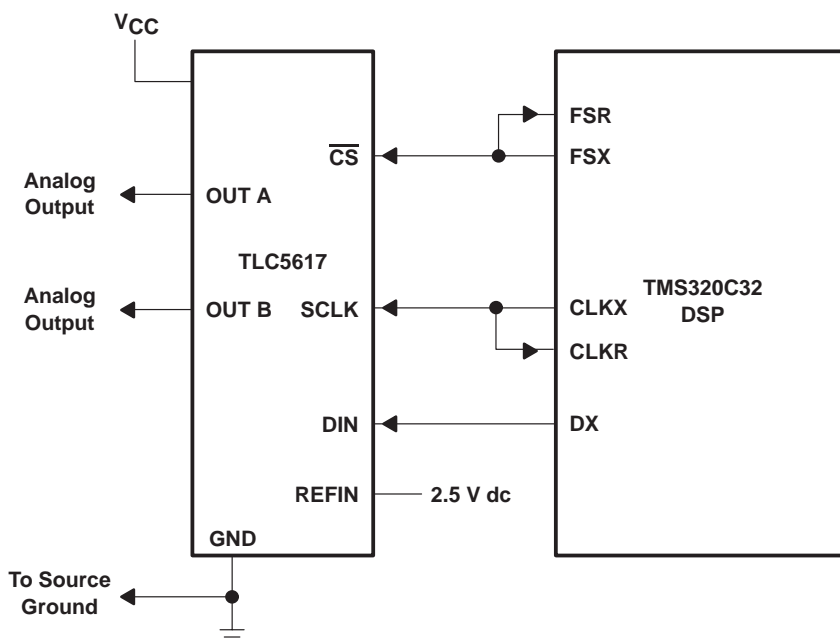 VCC
Analog
Output
Analog
Output
To Source
Ground
CS
OUT A
TLC5617
OUT B
SCLK
DIN
REFIN
GND
2.5 V dc
FSR
FSX
TMS320C32
DSP
CLKX
CLKR
DX